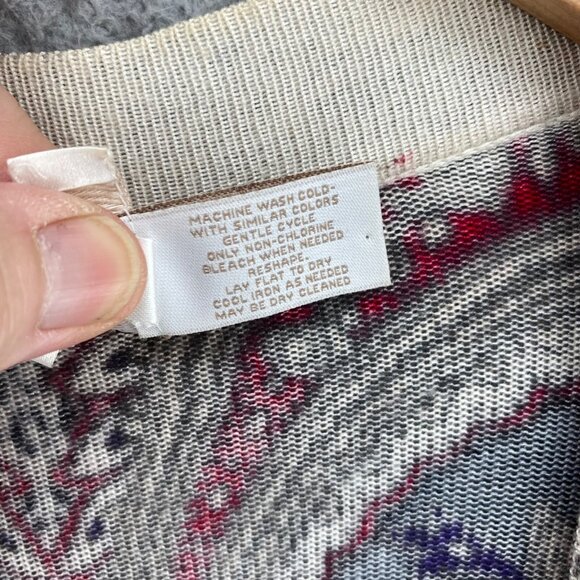 MACHINE WASH COLD-
WITH SIMILAR COLORS
GENTLE CYCLE
ONLY NON-CHLORINE
BLEACH WHEN NEEDED
RESHAPE.
LAY FLAT TO DRY
COOL IRON AS NEEDED
MAY BE DRY CLEANED